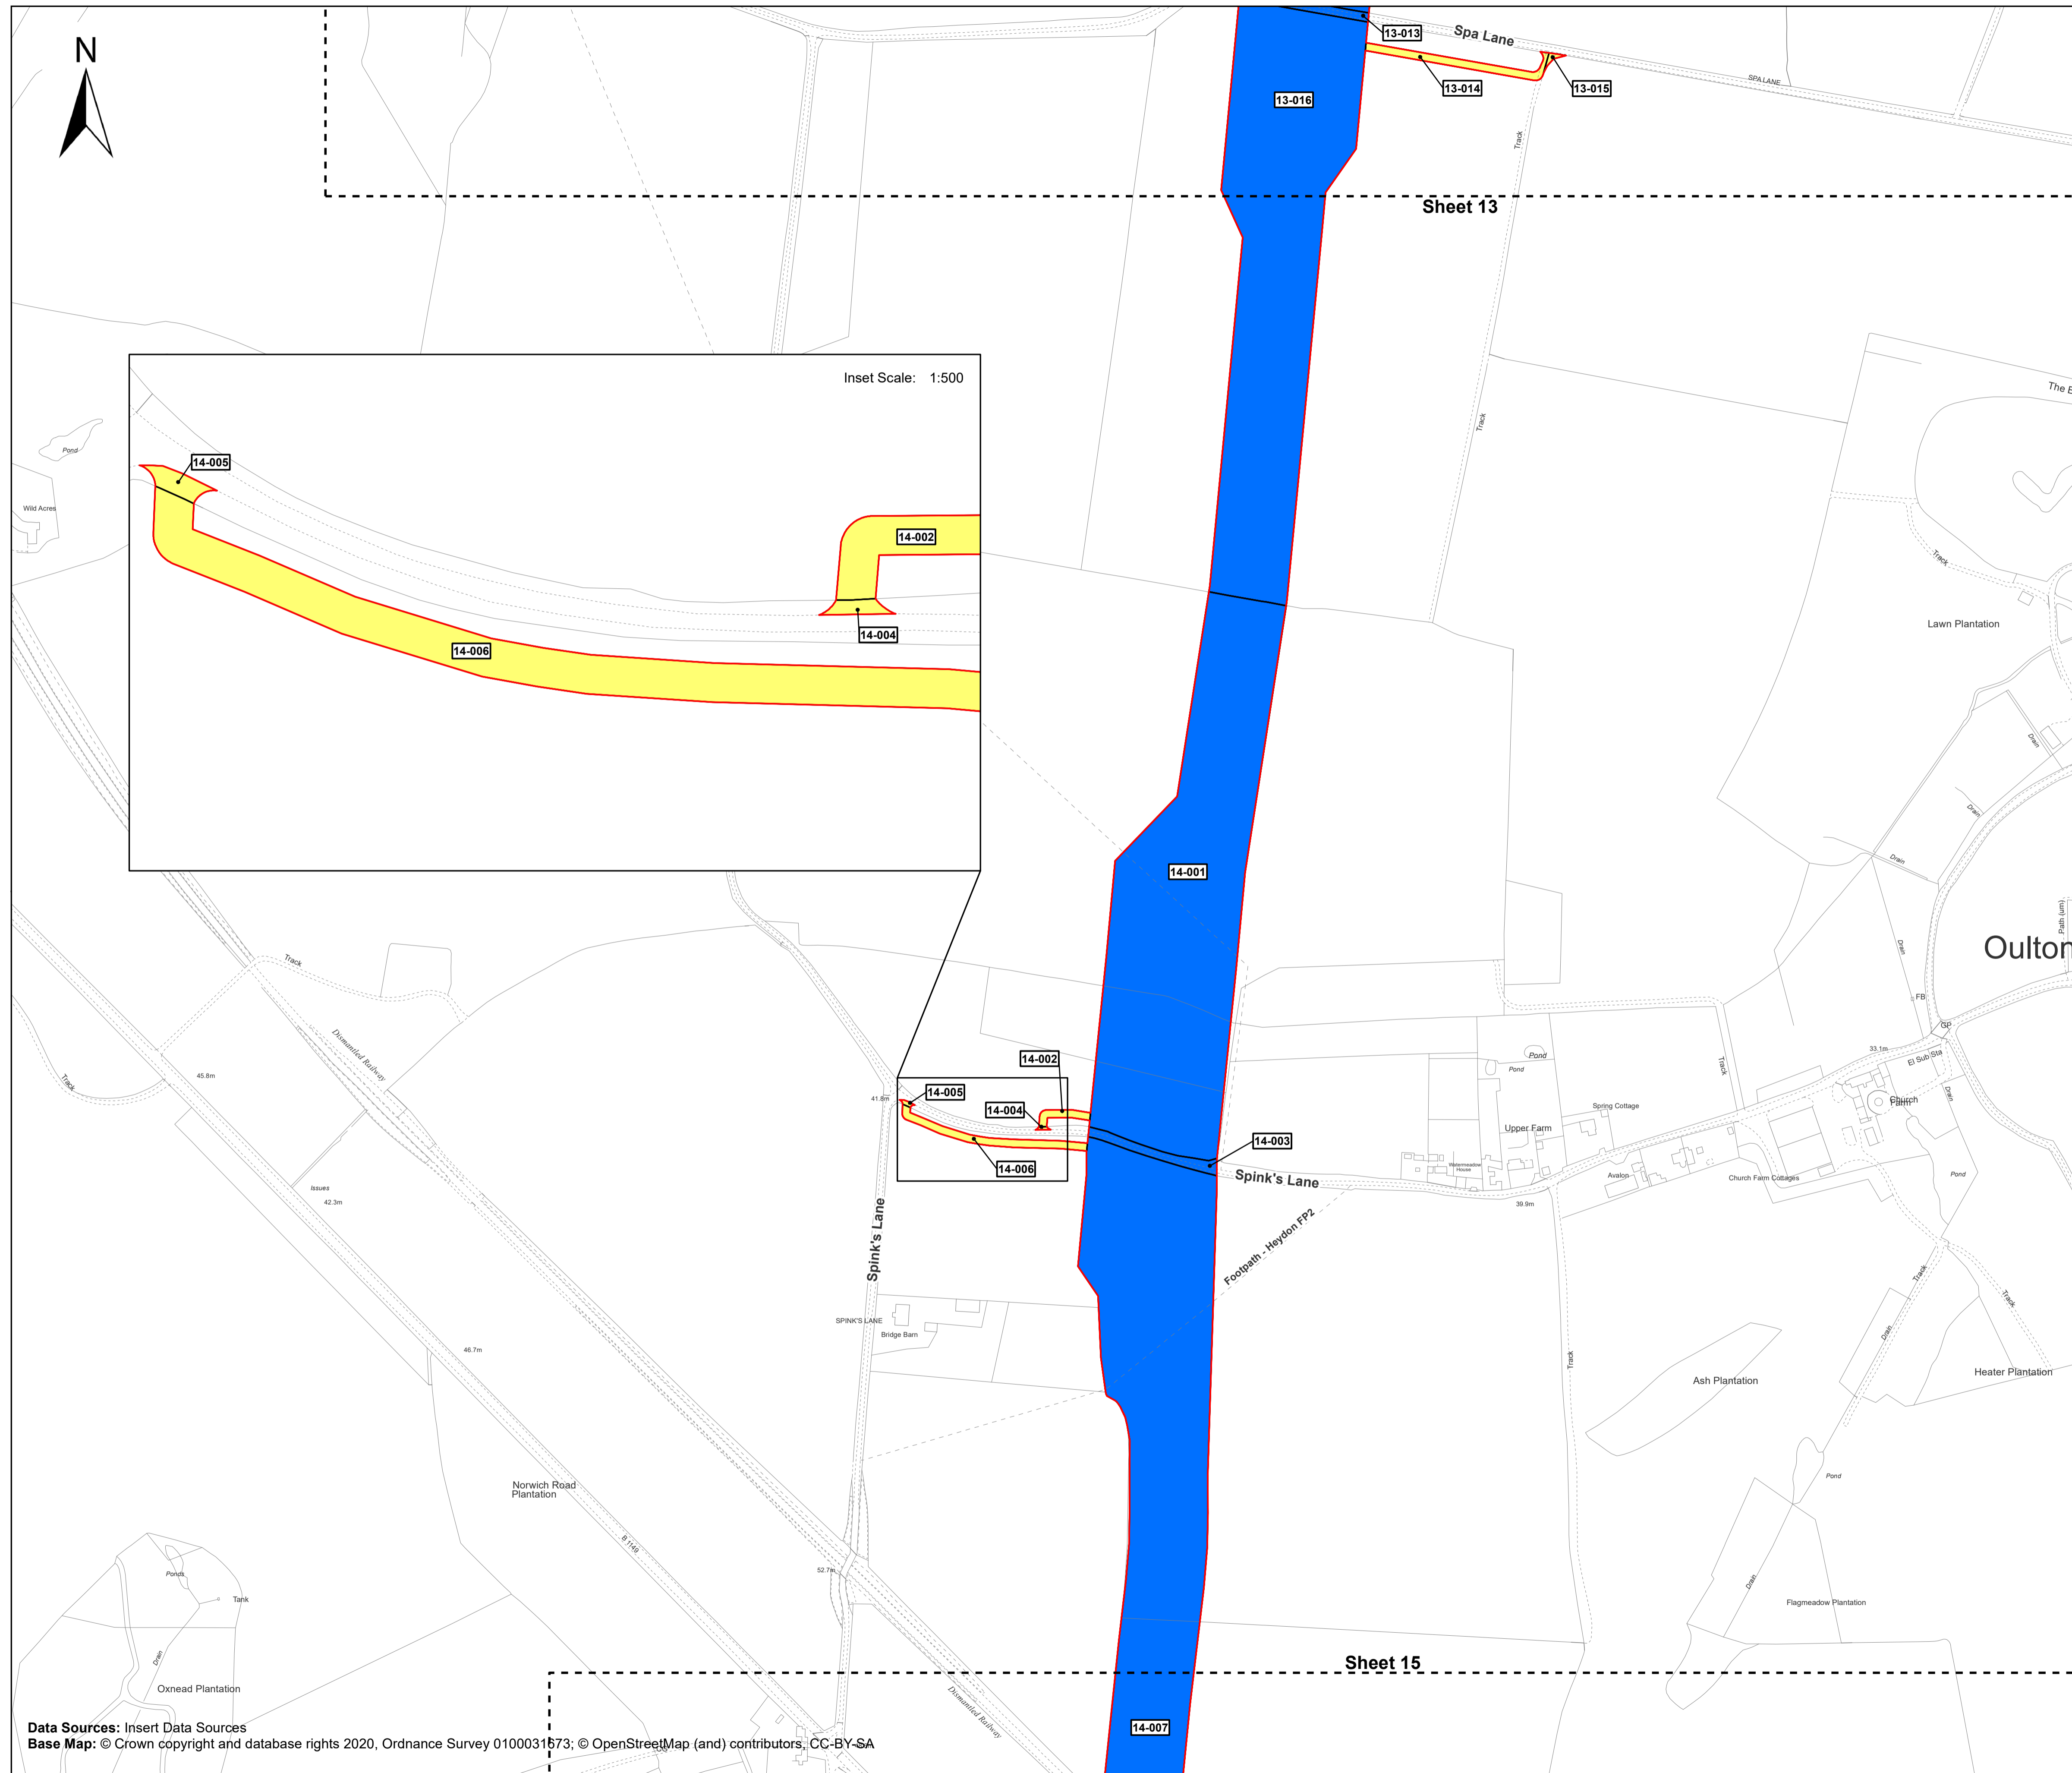 N
13-013
Spa Lane
13-014
13-015
SPA LANE
13-016
Track
Sheet 13
Inset Scale: 1:500
14-005
14-002
14-004
14-006
Pond
Wild Acres
Track
The
Track
Lawn Plantation
Drain
Drain
Drain
14-001
Path (um)
Drain
Oulton
Track
Dismantled Railway
FB
GP
33.1m
El Sub Sta
Track
45.8m
Track
14-002
14-005
41.8m
14-004
14-006
14-003
Pond
Pond
Spring Cottage
Upper Farm
Church
Farm
Drain
Watermeadow
House
Avalon
Church Farm Cottages
Pond
Spink's Lane
39.9m
Issues
42.3m
Spink's Lane
Footpath - Heydon FP2
Track
Track
Drain
SPINK'S LANE
Bridge Barn
46.7m
Track
Ash Plantation
Heater Plantation
Norwich Road
Plantation
Pond
B 1149
52.7m
Ponds
Tank
Drain
Flagmeadow Plantation
Drain
Sheet 15
Oxnead Plantation
Dismantled Railway
14-007
Data Sources: Insert Data Sources
Base Map: © Crown copyright and database rights 2020, Ordnance Survey 0100031673; © OpenStreetMap (and) contributors, CC-BY-SA